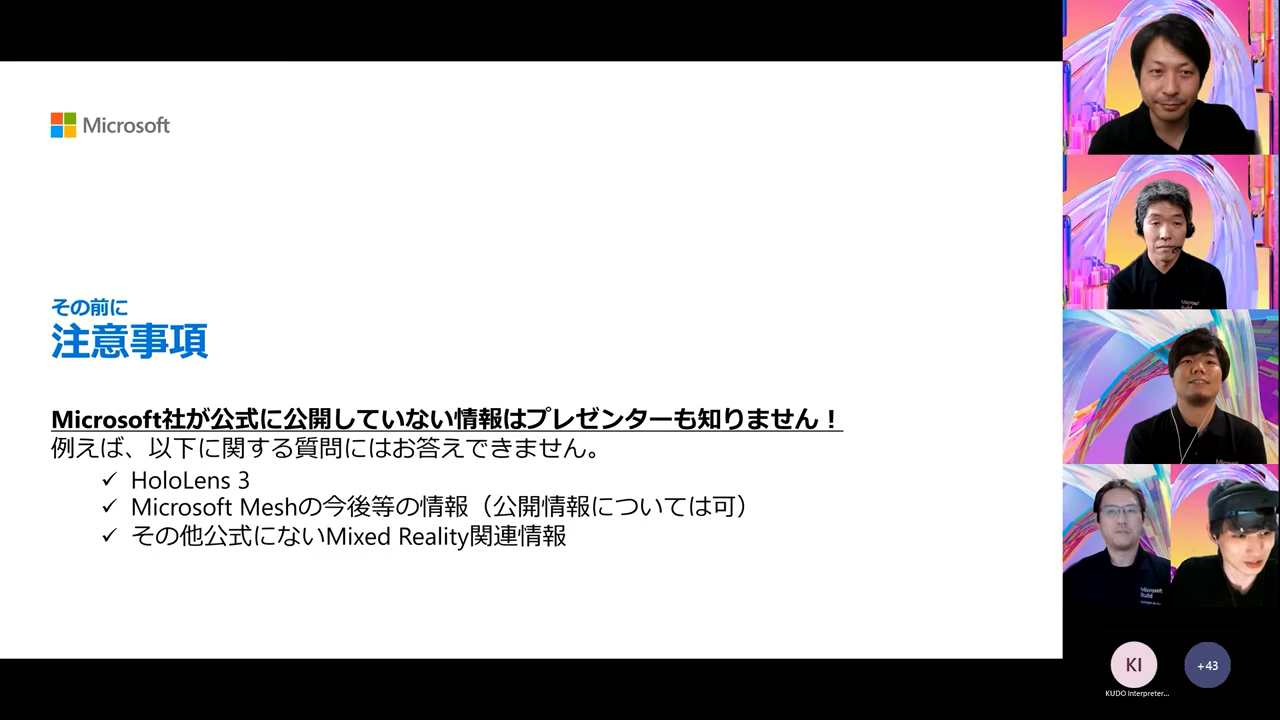 Microsoft
その前に
注意事項
Microsoft社が公式に公開していない情報はプレゼンターも知りません！
例えば、以下に関する質問にはお答えできません。
✓ HoloLens 3
✓ Microsoft Meshの今後等の情報（公開情報については可）
✓ その他公式にないMixed Reality関連情報
Microsoft
Build
KI
+43
KUDO Interpreter...